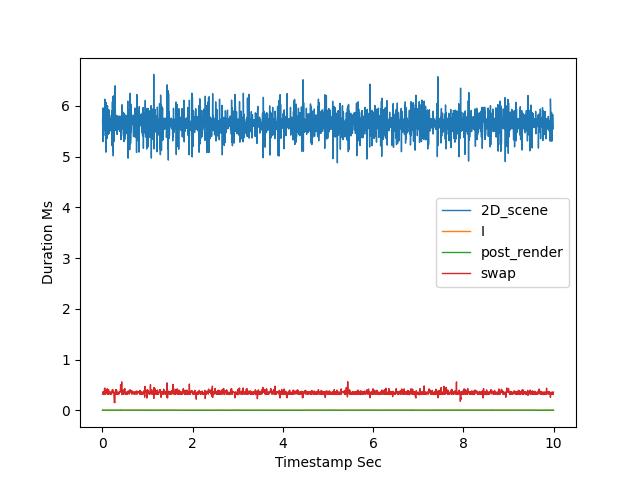 6
5
4
3
2
1
0
Duration Ms
2D_scene
I
post_render
swap
0 2 4 6 8 10
Timestamp Sec